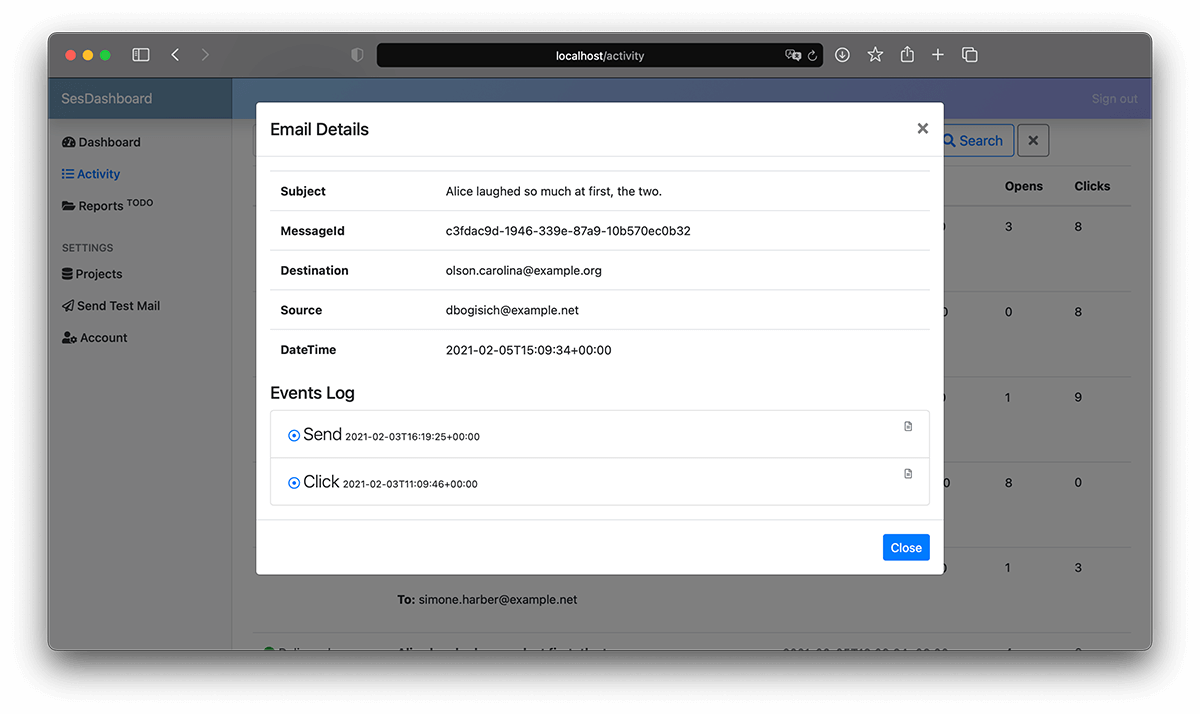 localhost/activity
SesDashboard
Sign out
Dashboard
Activity
Reports TODO
SETTINGS
Projects
Send Test Mail
Account
Search
Opens Clicks
3 8
0 8
1 9
8 0
1 3
To: simone.harber@example.net
Email Details
Subject Alice laughed so much at first, the two.
MessageId c3fdac9d-1946-339e-87a9-10b570ec0b32
Destination olson.carolina@example.org
Source dbogisich@example.net
DateTime 2021-02-05T15:09:34+00:00
Events Log
Send 2021-02-03T16:19:25+00:00
Click 2021-02-03T11:09:46+00:00
Close